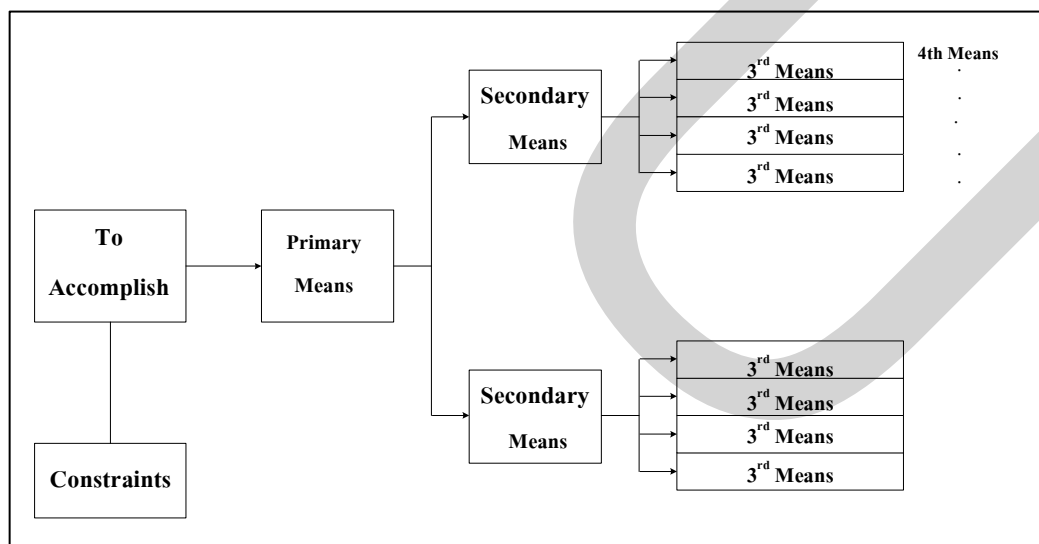 To
Accomplish
Constraints
Primary
Means
Secondary
Means
3rd Means
3rd Means
3rd Means
3rd Means
4th Means
.
.
.
.
.
Secondary
Means
3rd Means
3rd Means
3rd Means
3rd Means